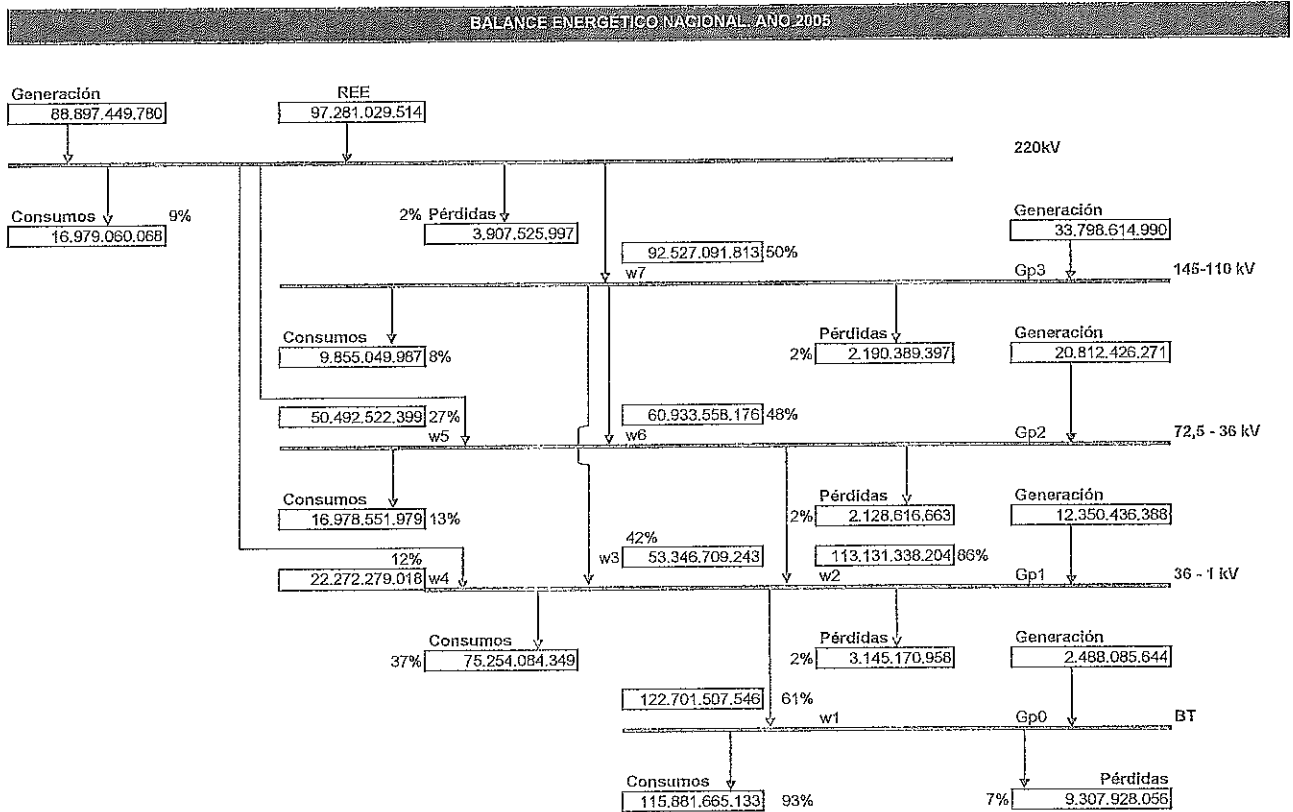 BALANCE ENERGÉTICO NACIONAL. AÑO 2005
Generación
88.897.449.780
REE
97.281.029.514
220kV
Consumos 9%
16.979.060.068
2% Pérdidas
3.907.525.997
Generación
33.798.614.990
92.527.091.813 50%
w7
Gp3
145-110 kV
Consumos
9.855.049.987 8%
Pérdidas
2% 2.190.389.397
Generación
20.812.426.271
50.492.522.399 27%
w5
60.933.558.176 48%
w6
Gp2
72,5 - 36 kV
Consumos
16.978.551.979 13%
Pérdidas
2% 2.128.616.663
Generación
12.350.436.388
12%
22.272.279.018 w4
42%
w3 53.346.709.243
113.131.338.204 86%
w2
Gp1
36 - 1 kV
Consumos
37% 75.254.084.349
Pérdidas
2% 3.145.170.958
Generación
2.488.085.644
122.701.507.546 61%
w1
Gp0
BT
Consumos
115.881.665.133 93%
Pérdidas
7% 9.307.928.056